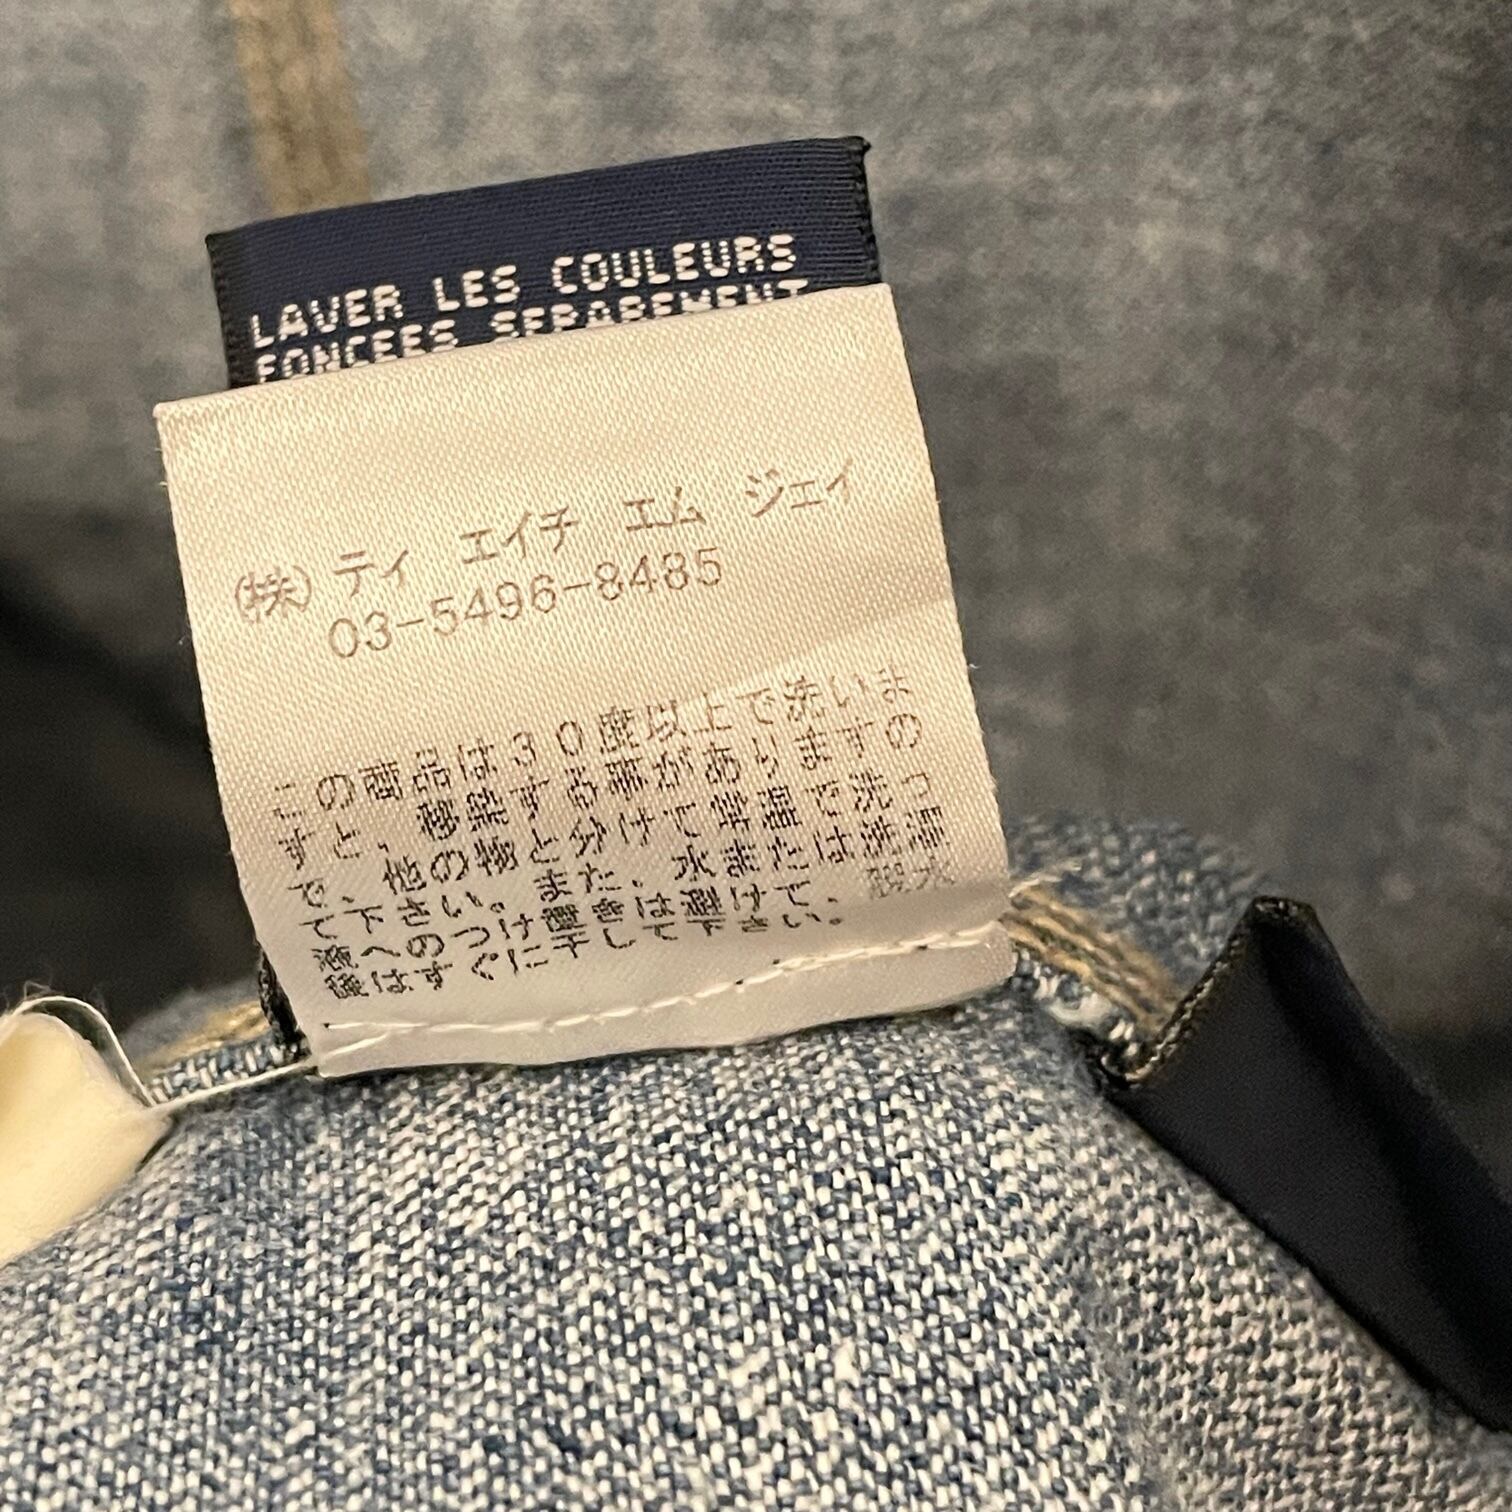 LAVER LES COULEURS
FONCEES SEPAREMENT
(株) ティ エイチ エム ジェイ
03-5496-8485
この商品は30度以上で洗いま
すと、移染する事がありますの
で、他の物と分けて常温で洗っ
て下さい。また、水または洗濯
液へのつけ置きは避けて、脱水
後はすぐに干して下さい。